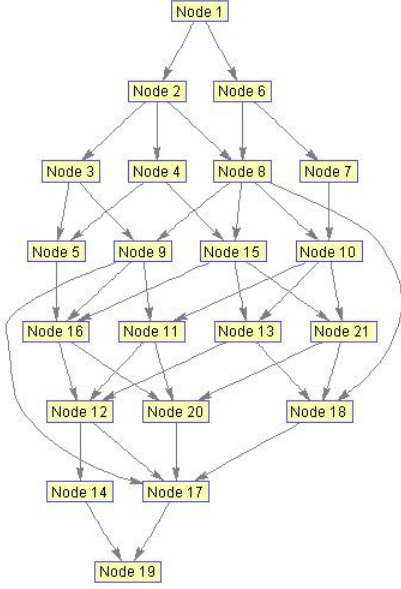 Node 1
Node 2
Node 6
Node 3
Node 4
Node 8
Node 7
Node 5
Node 9
Node 15
Node 10
Node 16
Node 11
Node 13
Node 21
Node 12
Node 20
Node 18
Node 14
Node 17
Node 19